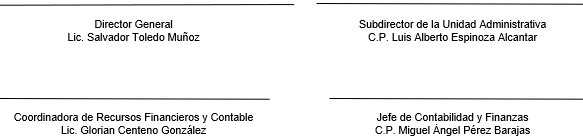 Director General
Lic. Salvador Toledo Muñoz
Subdirector de la Unidad Administrativa
C.P. Luis Alberto Espinoza Alcantar
Coordinadora de Recursos Financieros y Contable
Lic. Glorian Centeno González
Jefe de Contabilidad y Finanzas
C.P. Miguel Ángel Pérez Barajas